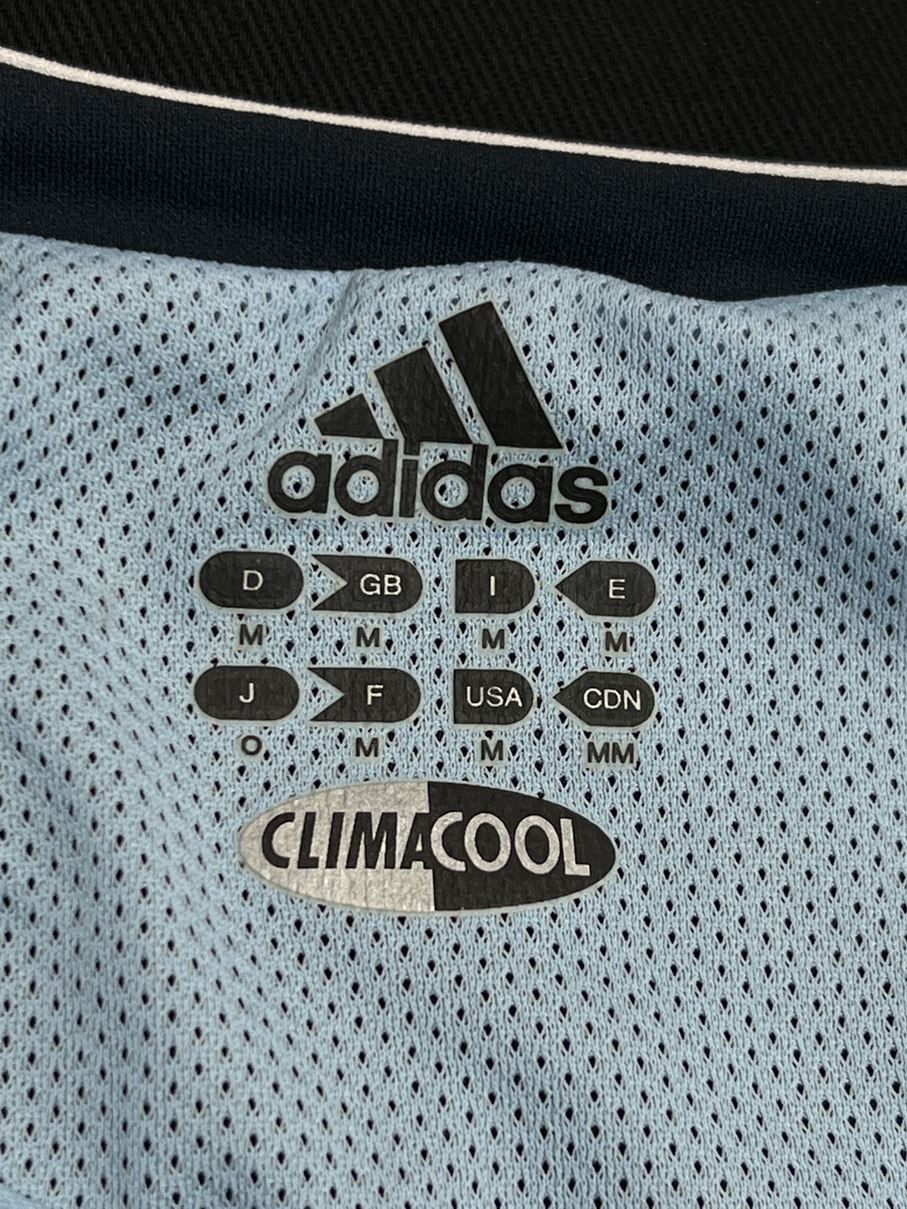 adidas
D GB I E
M M M M
J F USA CDN
O M M MM
CLIMACOOL